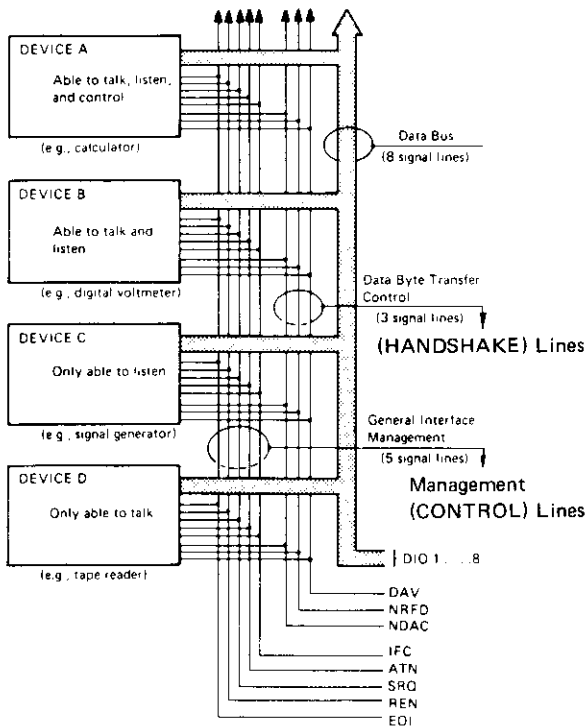 DEVICE A
Able to talk, listen,
and control
(e.g., calculator)
Data Bus
(8 signal lines)
DEVICE B
Able to talk and
listen
(e.g., digital voltmeter)
Data Byte Transfer
Control
(3 signal lines)
(HANDSHAKE) Lines
DEVICE C
Only able to listen
(e.g., signal generator)
General Interface
Management
(5 signal lines)
Management
(CONTROL) Lines
DEVICE D
Only able to talk
(e.g., tape reader)
DIO 1 . . . . 8
DAV
NRFD
NDAC
IFC
ATN
SRQ
REN
EOI